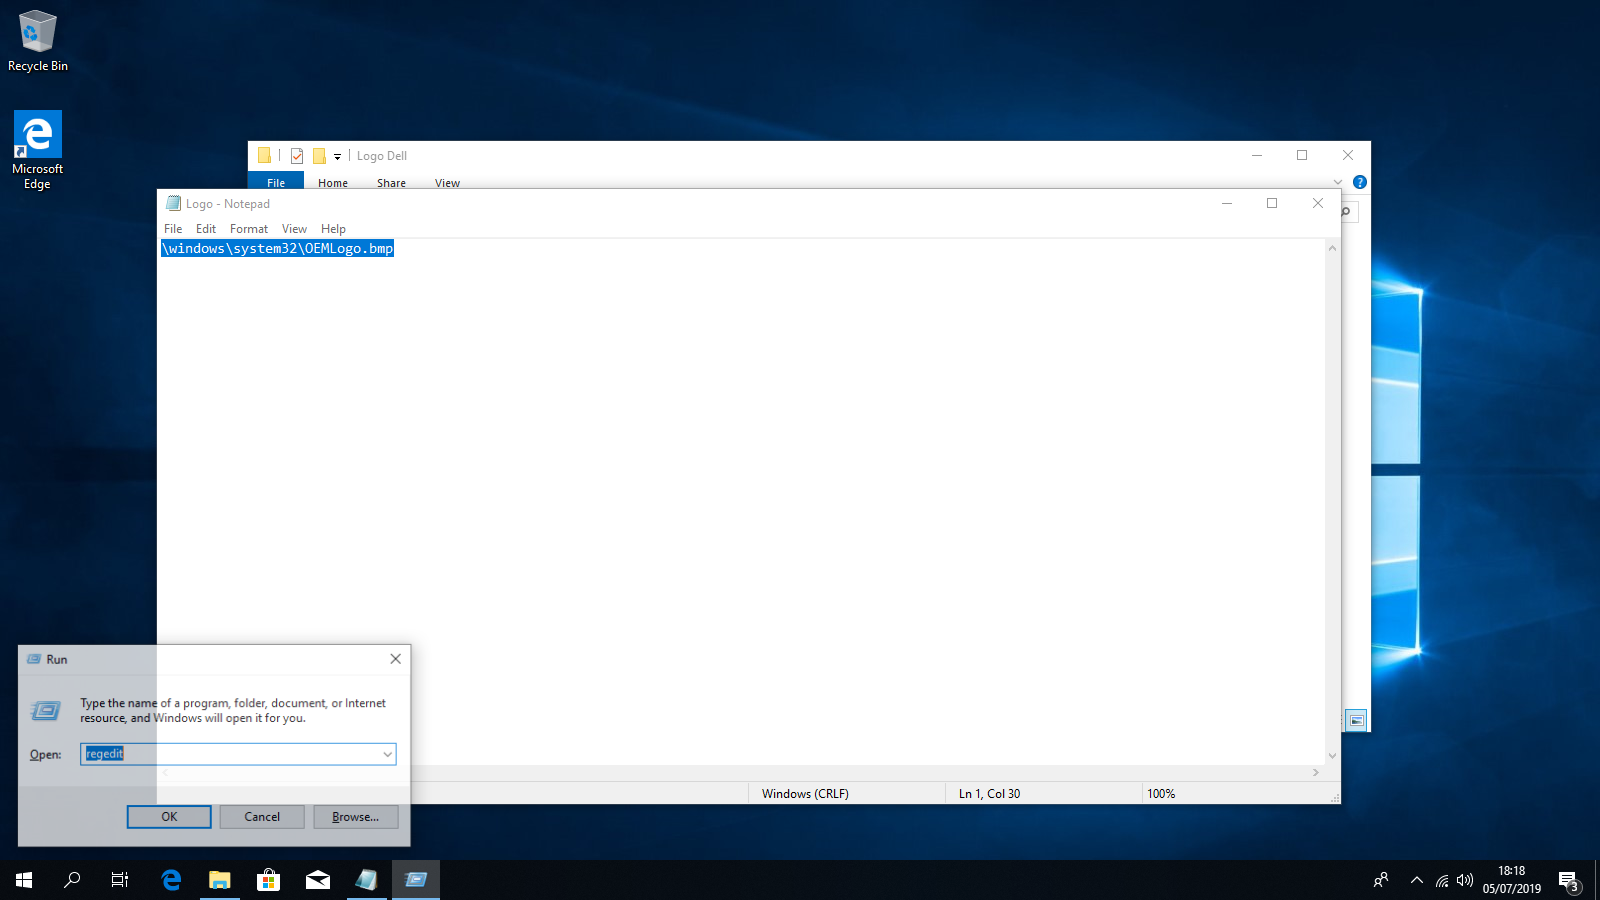 Recycle Bin
Microsoft
Edge
Logo Dell
File Home Share View
Logo - Notepad
File Edit Format View Help
\windows\system32\OEMLogo.bmp
Windows (CRLF) Ln 1, Col 30 100%
Run
Type the name of a program, folder, document, or Internet
resource, and Windows will open it for you.
Open: regedit
OK Cancel Browse...
18:18
05/07/2019
3